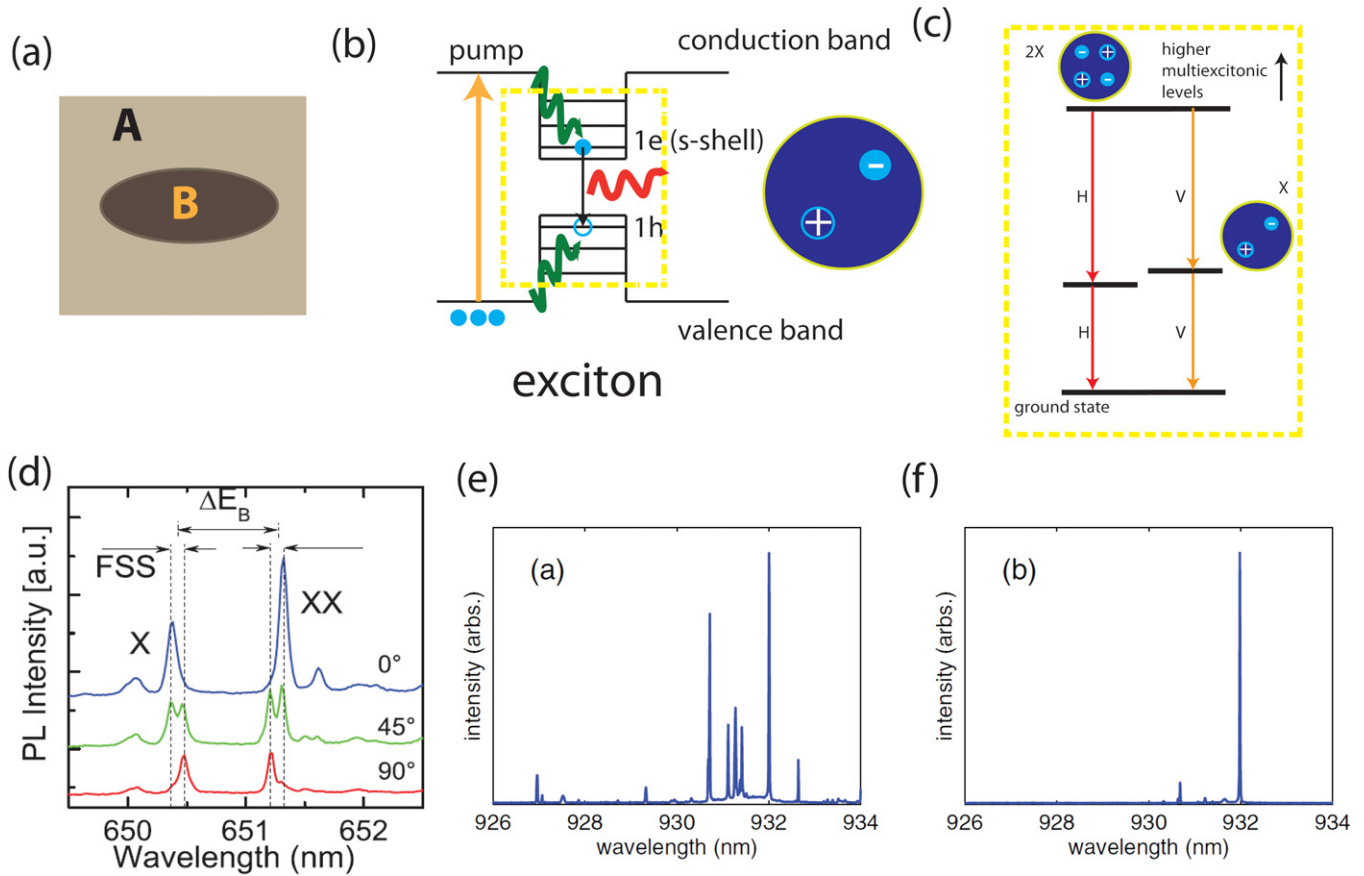 (a)
A
B
(b)
pump
conduction band
1e (s-shell)
1h
valence band
exciton
(c)
2X
higher
multiexcitonic
levels
X
H
V
H
V
ground state
(d)
ΔE_B
FSS
X
XX
0°
45°
90°
PL Intensity [a.u.]
650 651 652
Wavelength (nm)
(e)
(a)
intensity (arbs.)
926 928 930 932 934
wavelength (nm)
(f)
(b)
intensity (arbs.)
926 928 930 932 934
wavelength (nm)